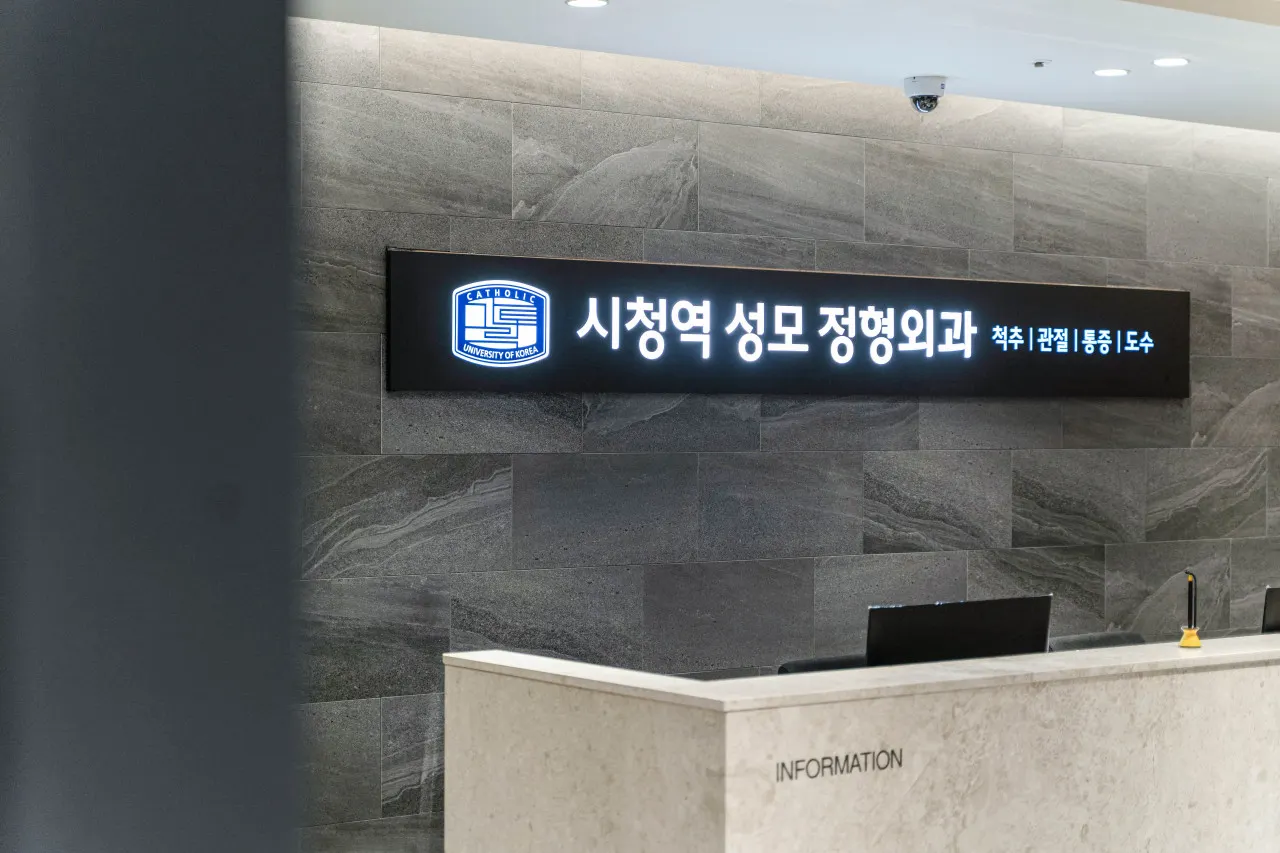 CATHOLIC
UNIVERSITY OF KOREA
시청역 성모 정형외과 척추 | 관절 | 통증 | 도수
INFORMATION